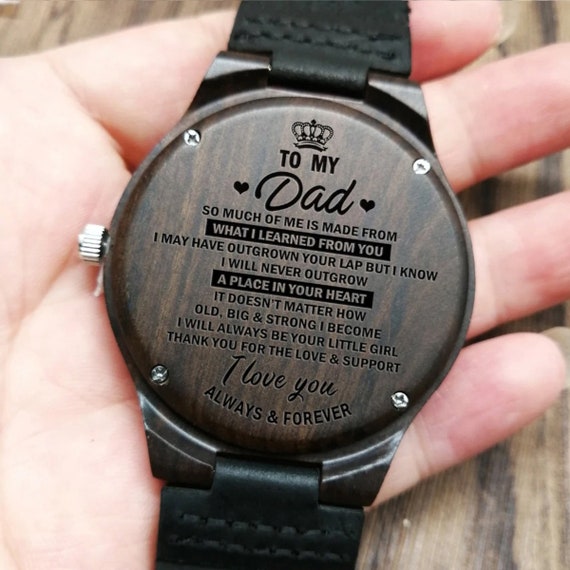 TO MY
Dad
SO MUCH OF ME IS MADE FROM
WHAT I LEARNED FROM YOU
I MAY HAVE OUTGROWN YOUR LAP BUT I KNOW
I WILL NEVER OUTGROW
A PLACE IN YOUR HEART
IT DOESN'T MATTER HOW
OLD, BIG & STRONG I BECOME
I WILL ALWAYS BE YOUR LITTLE GIRL
THANK YOU FOR THE LOVE & SUPPORT
I love you
ALWAYS & FOREVER